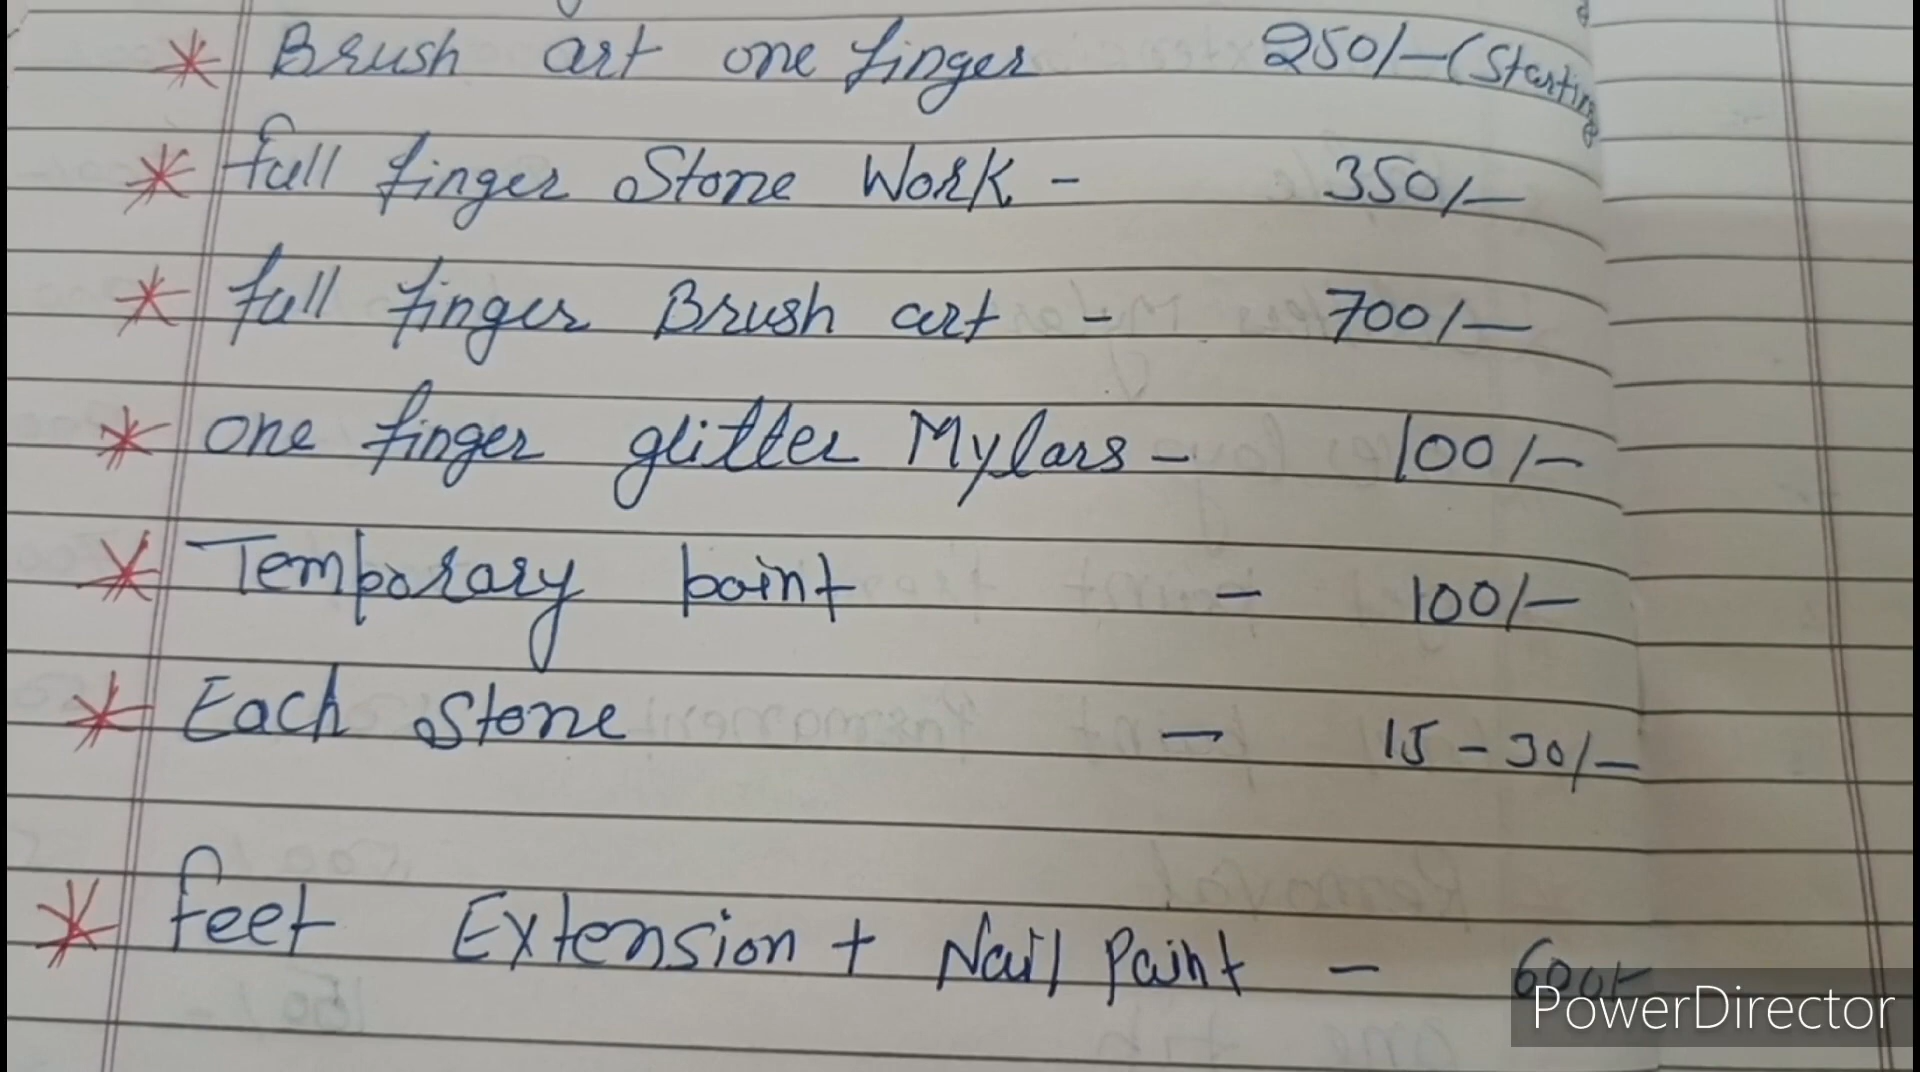 * Brush art one finger 250/- (Starting
* full finger Stone Work - 350/-
* full finger Brush art - 700/-
* one finger glitter Mylars - 100/-
* Temporary paint - 100/-
* Each Stone - 15 - 30/-
* feet Extension + Nail Paint - 600/-
PowerDirector